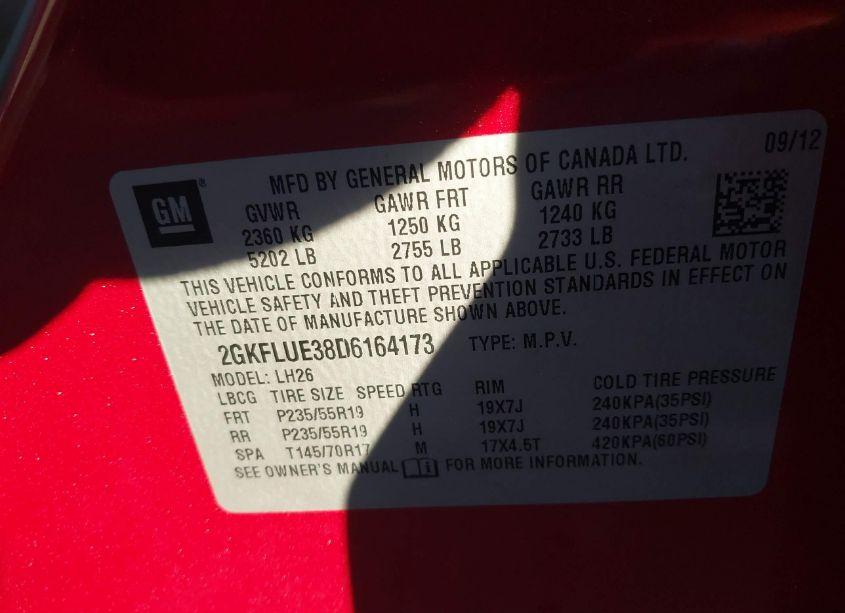 09/12
GM®
MFD BY GENERAL MOTORS OF CANADA LTD.
GVWR GAWR FRT GAWR RR
2360 KG 1250 KG 1240 KG
5202 LB 2755 LB 2733 LB
THIS VEHICLE CONFORMS TO ALL APPLICABLE U.S. FEDERAL MOTOR
VEHICLE SAFETY AND THEFT PREVENTION STANDARDS IN EFFECT ON
THE DATE OF MANUFACTURE SHOWN ABOVE.
2GKFLUE38D6164173 TYPE: M.P.V.
MODEL: LH26
LBCG TIRE SIZE SPEED RTG RIM COLD TIRE PRESSURE
FRT P235/55R19 H 19X7J 240KPA(35PSI)
RR P235/55R19 H 19X7J 240KPA(35PSI)
SPA T145/70R17 M 17X4.5T 420KPA(60PSI)
SEE OWNER'S MANUAL FOR MORE INFORMATION.